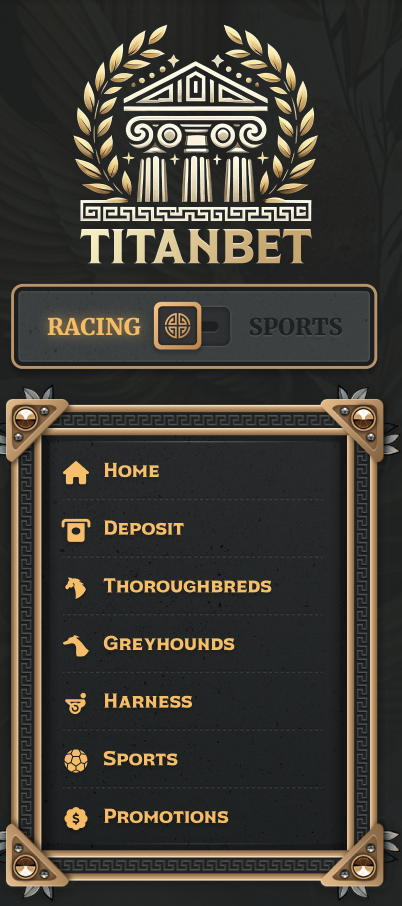 TITANBET
RACING SPORTS
HOME
DEPOSIT
THOROUGHBREDS
GREYHOUNDS
HARNESS
SPORTS
PROMOTIONS